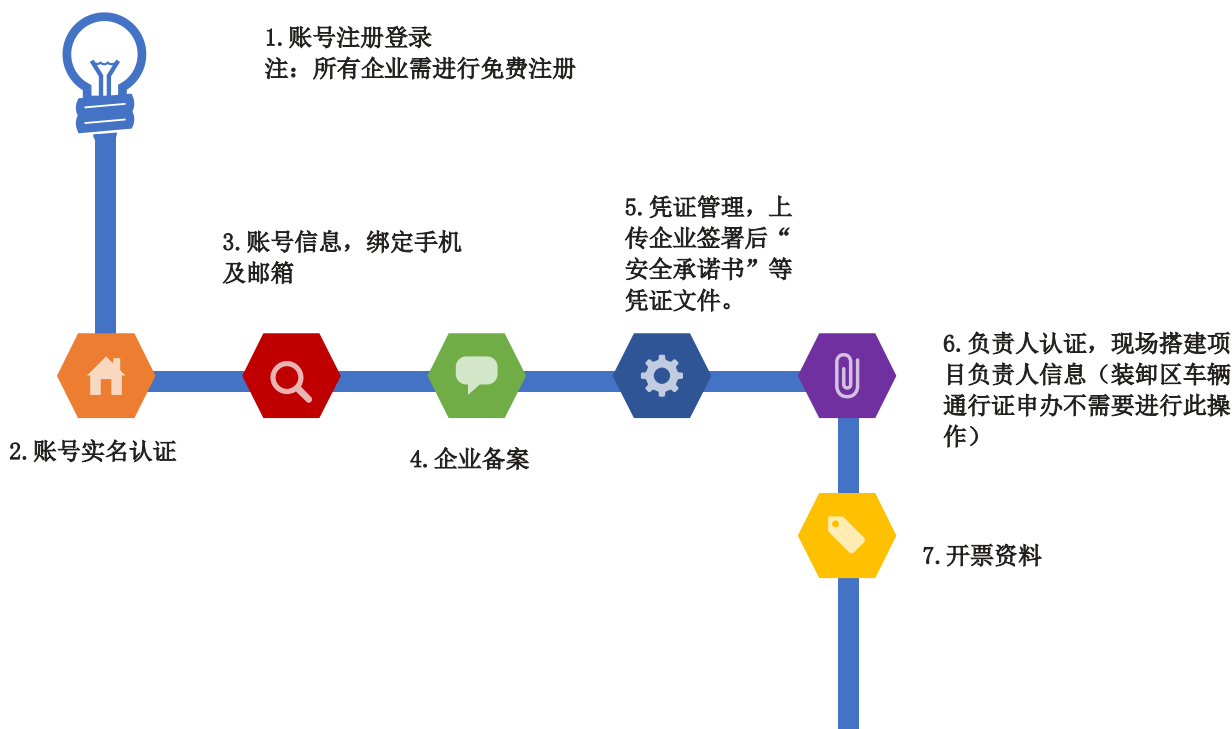 1.账号注册登录
注：所有企业需进行免费注册
5.凭证管理，上
传企业签署后“
安全承诺书”等
凭证文件。
3.账号信息，绑定手机
及邮箱
6.负责人认证，现场搭建项
目负责人信息（装卸区车辆
通行证申办不需要进行此操
作）
2.账号实名认证
4.企业备案
7.开票资料